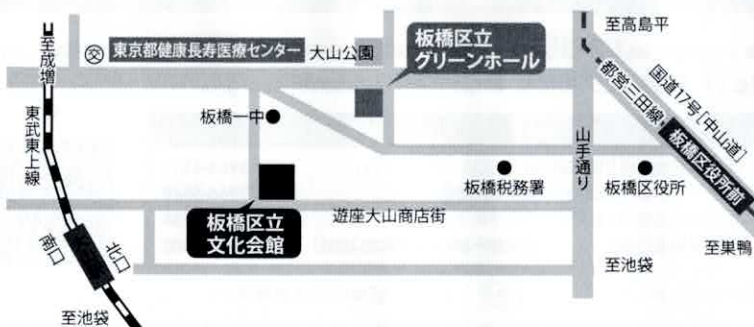 至成増
東武東上線
交 東京都健康長寿医療センター
大山公園
板橋区立
グリーンホール
至高島平
国道17号[中山道]
都営三田線
板橋区役所前
板橋一中
山手通り
板橋税務署
板橋区役所
板橋区立
文化会館
遊座大山商店街
南口
北口
至池袋
至池袋
至巣鴨